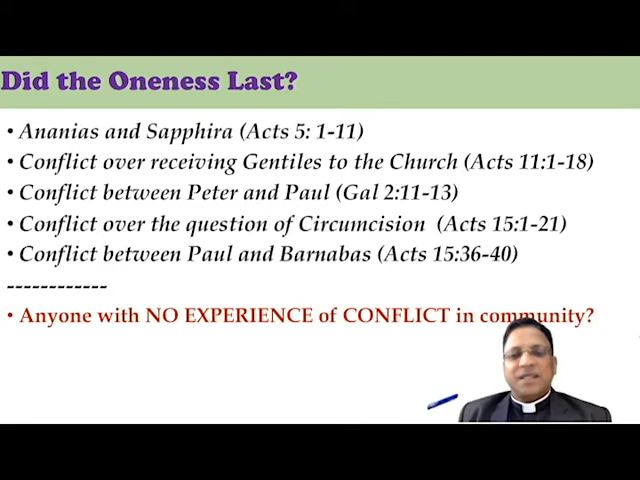 Did the Oneness Last?
• Ananias and Sapphira (Acts 5: 1-11)
• Conflict over receiving Gentiles to the Church (Acts 11:1-18)
• Conflict between Peter and Paul (Gal 2:11-13)
• Conflict over the question of Circumcision (Acts 15:1-21)
• Conflict between Paul and Barnabas (Acts 15:36-40)
------------
• Anyone with NO EXPERIENCE of CONFLICT in community?